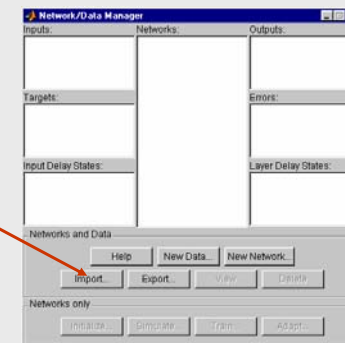 Network/Data Manager
Inputs: Networks: Outputs:
Targets: Errors:
Input Delay States: Layer Delay States:
Networks and Data
Help New Data... New Network...
Import... Export... View Delete
Networks only
Initialize... Simulate... Train... Adapt...